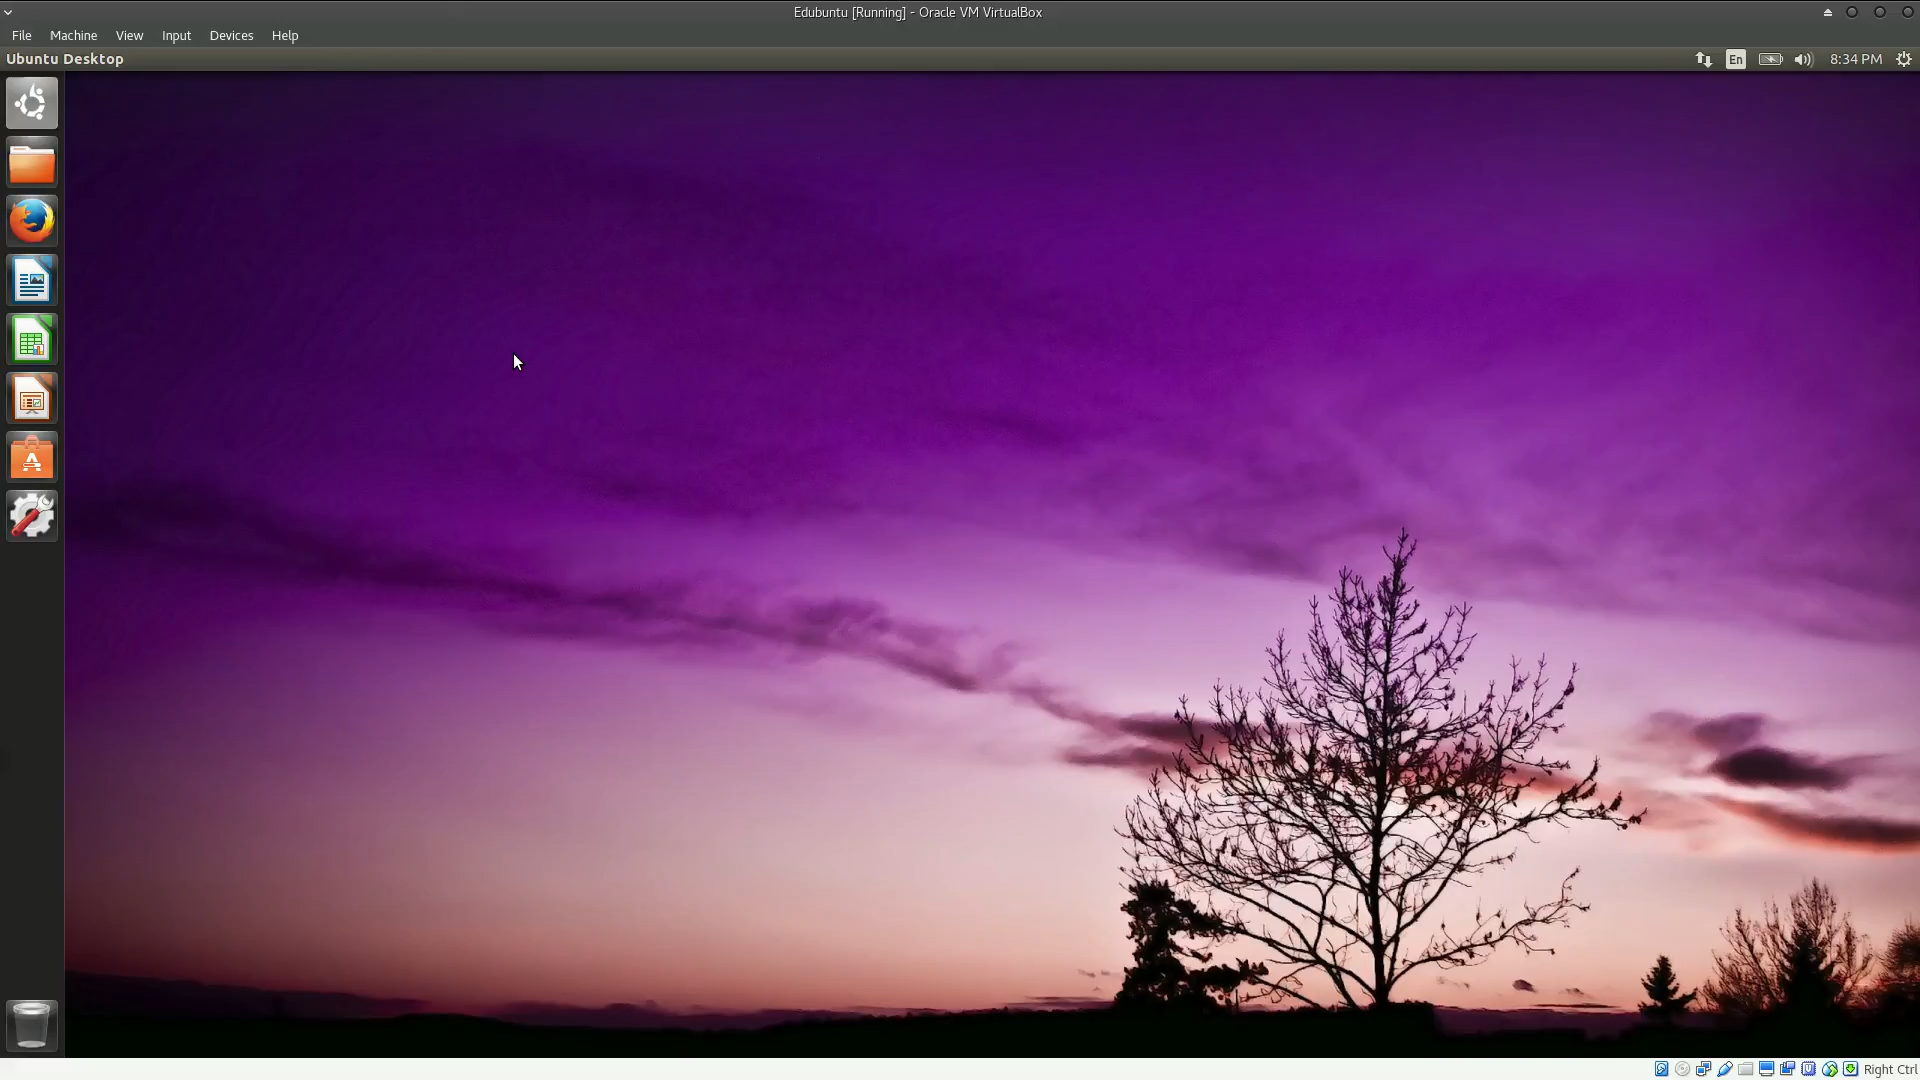 Edubuntu [Running] - Oracle VM VirtualBox
File Machine View Input Devices Help
Ubuntu Desktop
En
8:34 PM
Right Ctrl